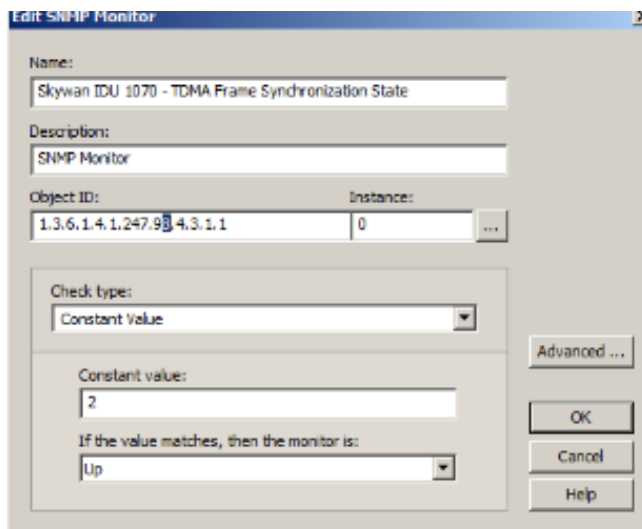 Edit SNMP Monitor
Name:
Skywan IDU 1070 - TDMA Frame Synchronization State
Description:
SNMP Monitor
Object ID: Instance:
1.3.6.1.4.1.247.98.4.3.1.1 0 ...
Check type:
Constant Value
Advanced ...
Constant value:
2
OK
If the value matches, then the monitor is:
Up
Cancel
Help